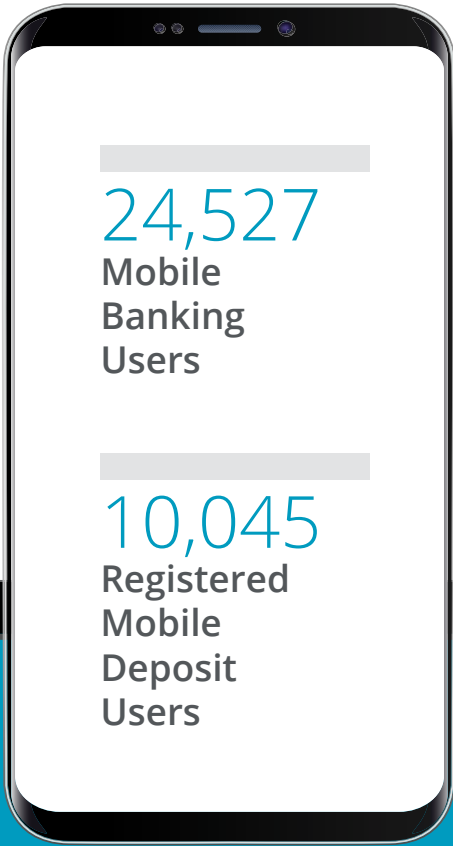 24,527
Mobile
Banking
Users
10,045
Registered
Mobile
Deposit
Users